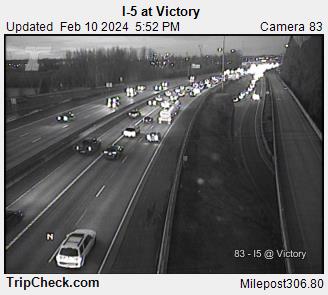 I-5 at Victory
Updated Feb 10 2024 5:52 PM Camera 83
N
83 - I5 @ Victory
TripCheck.com Milepost306.80